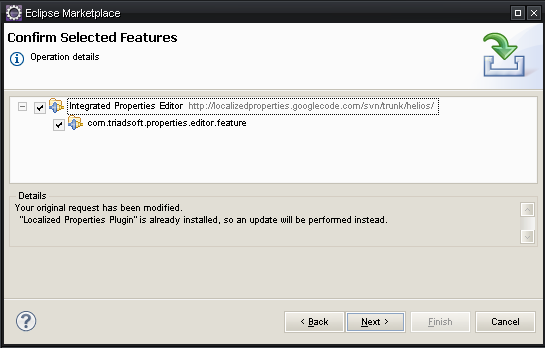 Eclipse Marketplace
Confirm Selected Features
Operation details
Integrated Properties Editor http://localizedproperties.googlecode.com/svn/trunk/helios/
com.triadsoft.properties.editor.feature
Details
Your original request has been modified.
"Localized Properties Plugin" is already installed, so an update will be performed instead.
< Back Next > Finish Cancel